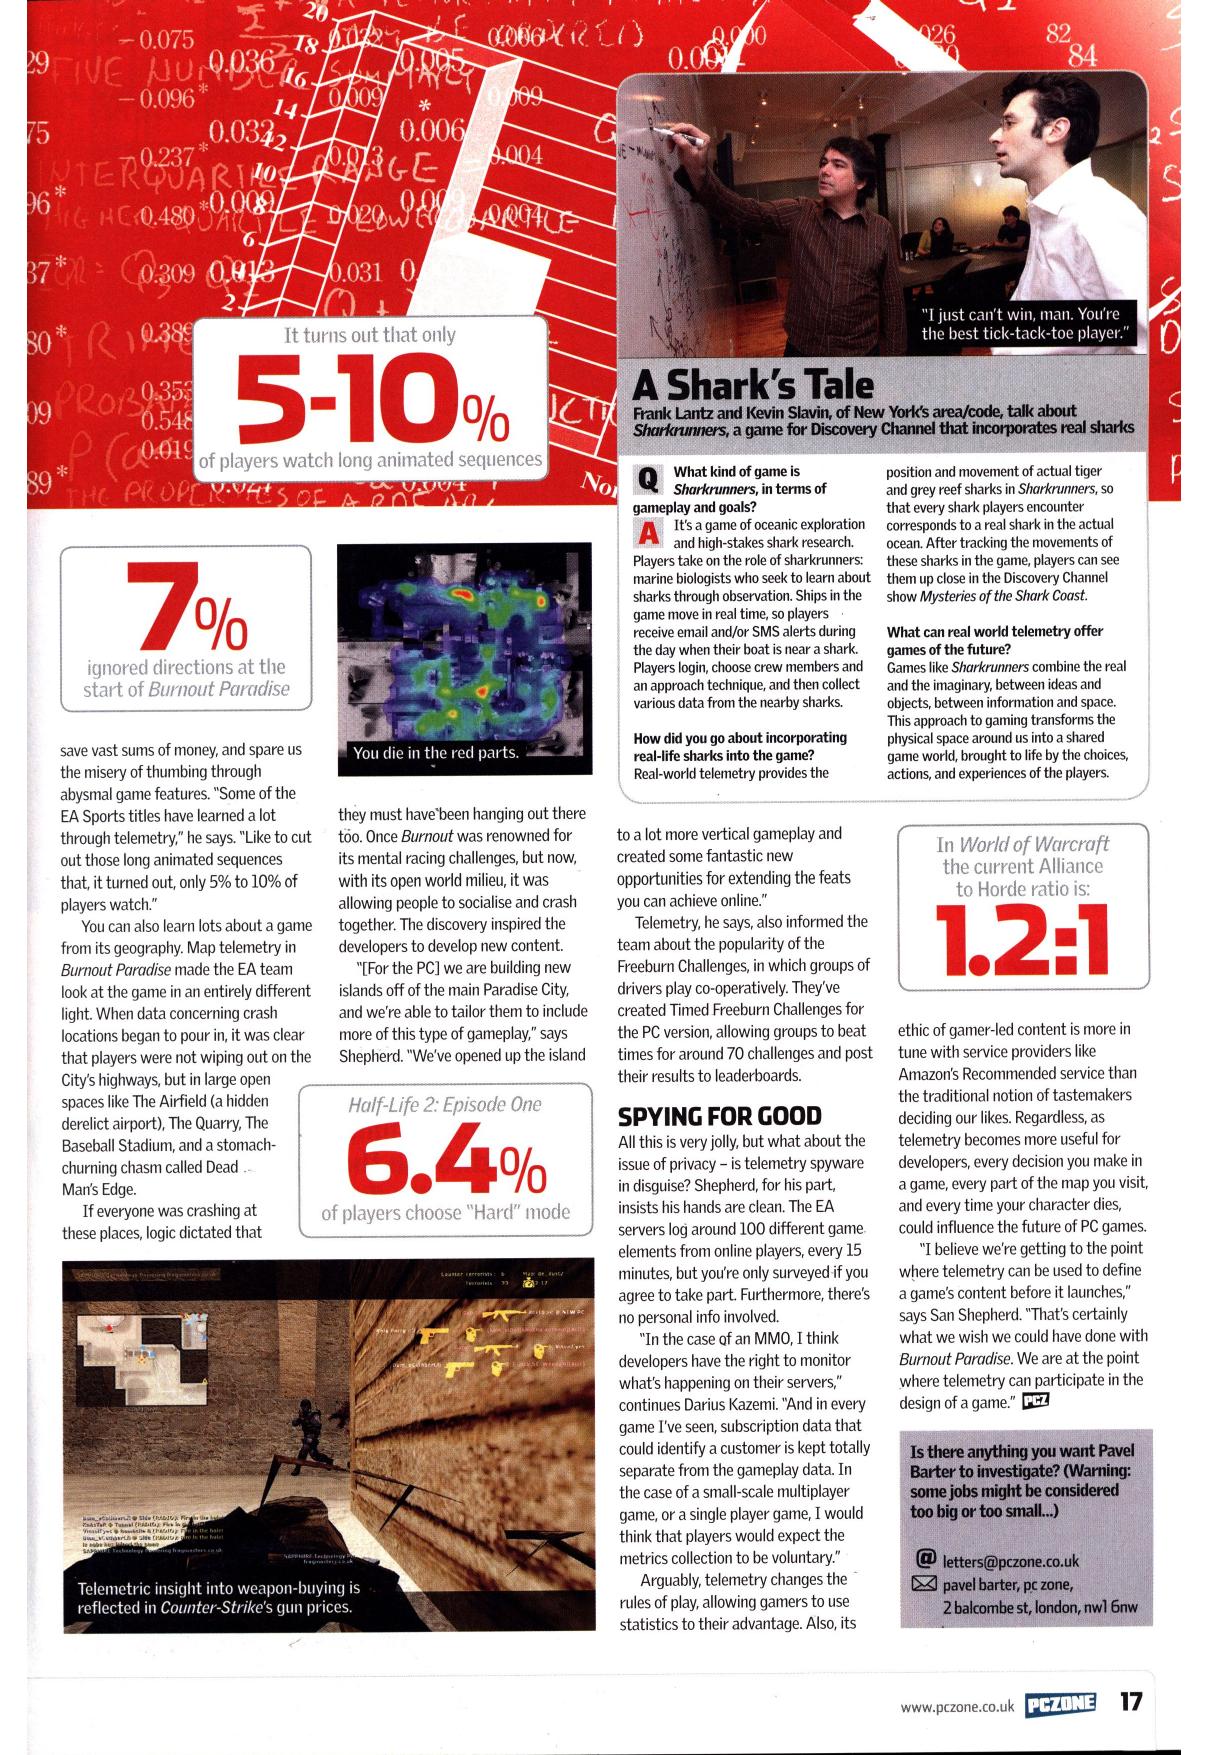 It turns out that only
5-10%
of players watch long animated sequences
"I just can't win, man. You're
the best tick-tack-toe player."
A Shark's Tale
Frank Lantz and Kevin Slavin, of New York's area/code, talk about
Sharkrunners, a game for Discovery Channel that incorporates real sharks
Q What kind of game is
Sharkrunners, in terms of
gameplay and goals?
A It's a game of oceanic exploration
and high-stakes shark research.
Players take on the role of sharkrunners:
marine biologists who seek to learn about
sharks through observation. Ships in the
game move in real time, so players
receive email and/or SMS alerts during
the day when their boat is near a shark.
Players login, choose crew members and
an approach technique, and then collect
various data from the nearby sharks.
How did you go about incorporating
real-life sharks into the game?
Real-world telemetry provides the
position and movement of actual tiger
and grey reef sharks in Sharkrunners, so
that every shark players encounter
corresponds to a real shark in the actual
ocean. After tracking the movements of
these sharks in the game, players can see
them up close in the Discovery Channel
show Mysteries of the Shark Coast.
What can real world telemetry offer
games of the future?
Games like Sharkrunners combine the real
and the imaginary, between ideas and
objects, between information and space.
This approach to gaming transforms the
physical space around us into a shared
game world, brought to life by the choices,
actions, and experiences of the players.
7%
ignored directions at the
start of Burnout Paradise
save vast sums of money, and spare us
the misery of thumbing through
abysmal game features. "Some of the
EA Sports titles have learned a lot
through telemetry," he says. "Like to cut
out those long animated sequences
that, it turned out, only 5% to 10% of
players watch."
You can also learn lots about a game
from its geography. Map telemetry in
Burnout Paradise made the EA team
look at the game in an entirely different
light. When data concerning crash
locations began to pour in, it was clear
that players were not wiping out on the
City's highways, but in large open
spaces like The Airfield (a hidden
derelict airport), The Quarry, The
Baseball Stadium, and a stomach-
churning chasm called Dead
Man's Edge.
If everyone was crashing at
these places, logic dictated that
You die in the red parts.
they must have been hanging out there
too. Once Burnout was renowned for
its mental racing challenges, but now,
with its open world milieu, it was
allowing people to socialise and crash
together. The discovery inspired the
developers to develop new content.
"[For the PC] we are building new
islands off of the main Paradise City,
and we're able to tailor them to include
more of this type of gameplay," says
Shepherd. "We've opened up the island
Half-Life 2: Episode One
6.4%
of players choose "Hard" mode
Telemetric insight into weapon-buying is
reflected in Counter-Strike's gun prices.
to a lot more vertical gameplay and
created some fantastic new
opportunities for extending the feats
you can achieve online."
Telemetry, he says, also informed the
team about the popularity of the
Freeburn Challenges, in which groups of
drivers play co-operatively. They've
created Timed Freeburn Challenges for
the PC version, allowing groups to beat
times for around 70 challenges and post
their results to leaderboards.
SPYING FOR GOOD
All this is very jolly, but what about the
issue of privacy – is telemetry spyware
in disguise? Shepherd, for his part,
insists his hands are clean. The EA
servers log around 100 different game
elements from online players, every 15
minutes, but you're only surveyed if you
agree to take part. Furthermore, there's
no personal info involved.
"In the case of an MMO, I think
developers have the right to monitor
what's happening on their servers,"
continues Darius Kazemi. "And in every
game I've seen, subscription data that
could identify a customer is kept totally
separate from the gameplay data. In
the case of a small-scale multiplayer
game, or a single player game, I would
think that players would expect the
metrics collection to be voluntary."
Arguably, telemetry changes the
rules of play, allowing gamers to use
statistics to their advantage. Also, its
In World of Warcraft
the current Alliance
to Horde ratio is:
1.2:1
ethic of gamer-led content is more in
tune with service providers like
Amazon's Recommended service than
the traditional notion of tastemakers
deciding our likes. Regardless, as
telemetry becomes more useful for
developers, every decision you make in
a game, every part of the map you visit,
and every time your character dies,
could influence the future of PC games.
"I believe we're getting to the point
where telemetry can be used to define
a game's content before it launches,"
says San Shepherd. "That's certainly
what we wish we could have done with
Burnout Paradise. We are at the point
where telemetry can participate in the
design of a game." PCZ
Is there anything you want Pavel
Barter to investigate? (Warning:
some jobs might be considered
too big or too small...)
@ letters@pczone.co.uk
pavel barter, pc zone,
2 balcombe st, london, nw1 6nw
www.pczone.co.uk PCZONE 17